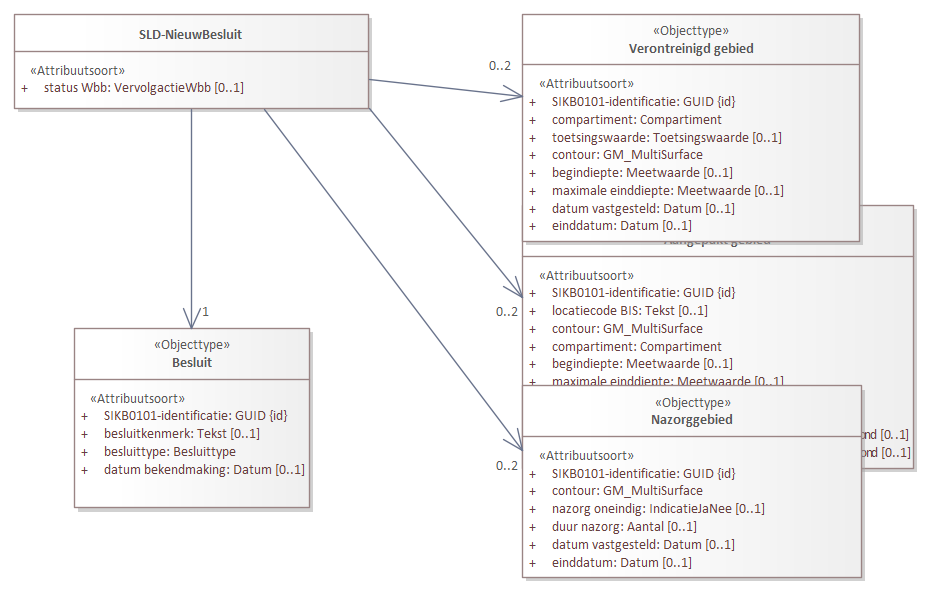 SLD-NieuwBesluit
«Attribuutsoort»
+ status Wbb: VervolgactieWbb [0..1]
0..2
«Objecttype»
Verontreinigd gebied
«Attribuutsoort»
+ SIKB0101-identificatie: GUID {id}
+ compartiment: Compartiment
+ toetsingswaarde: Toetsingswaarde [0..1]
+ contour: GM_MultiSurface
+ begindiepte: Meetwaarde [0..1]
+ maximale einddiepte: Meetwaarde [0..1]
+ datum vastgesteld: Datum [0..1]
+ einddatum: Datum [0..1]
Aangepakt gebied
«Attribuutsoort»
+ SIKB0101-identificatie: GUID {id}
0..2
+ locatiecode BIS: Tekst [0..1]
+ contour: GM_MultiSurface
+ compartiment: Compartiment
+ begindiepte: Meetwaarde [0..1]
+ maximale einddiepte: Meetwaarde [0..1]
ond [0..1]
ond [0..1]
1
«Objecttype»
Besluit
«Attribuutsoort»
+ SIKB0101-identificatie: GUID {id}
+ besluitkenmerk: Tekst [0..1]
+ besluittype: Besluittype
+ datum bekendmaking: Datum [0..1]
0..2
«Objecttype»
Nazorggebied
«Attribuutsoort»
+ SIKB0101-identificatie: GUID {id}
+ contour: GM_MultiSurface
+ nazorg oneindig: IndicatieJaNee [0..1]
+ duur nazorg: Aantal [0..1]
+ datum vastgesteld: Datum [0..1]
+ einddatum: Datum [0..1]